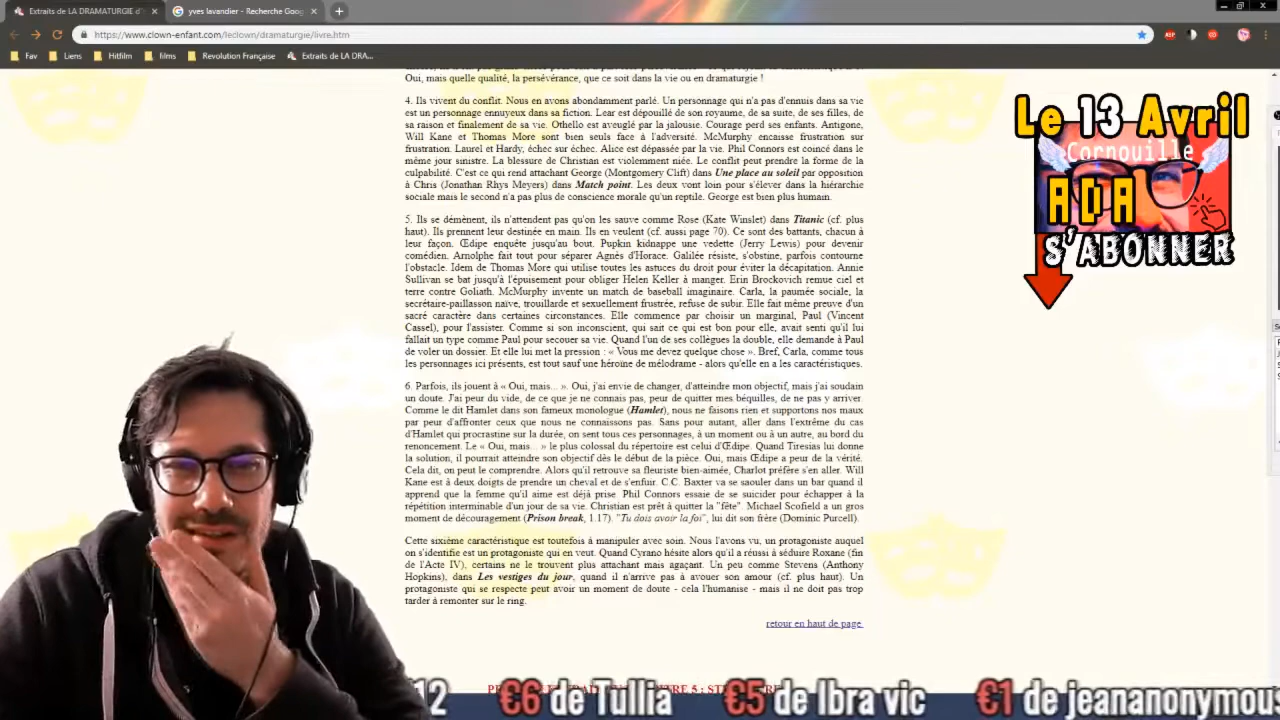 Extraits de LA DRAMATURGIE d'
yves lavandier - Recherche Goog
https://www.clown-enfant.com/leclown/dramaturgie/livre.htm
Fav
Liens
Hitfilm
films
Revolution Française
Extraits de LA DRA...
Oui, mais quelle qualité, la persévérance, que ce soit dans la vie ou en dramaturgie !
4. Ils vivent du conflit. Nous en avons abondamment parlé. Un personnage qui n'a pas d'ennuis dans sa vie
est un personnage ennuyeux dans sa fiction. Lear est dépouillé de son royaume, de sa suite, de ses filles, de
sa raison et finalement de sa vie. Othello est aveuglé par la jalousie. Courage perd ses enfants. Antigone,
Will Kane et Thomas More sont bien seuls face à l'adversité. McMurphy encaisse frustration sur
frustration. Laurel et Hardy, échec sur échec. Alice est dépassée par la vie. Phil Connors est coincé dans le
même jour sinistre. La blessure de Christian est violemment niée. Le conflit peut prendre la forme de la
culpabilité. C'est ce qui rend attachant George (Montgomery Clift) dans Une place au soleil par opposition
à Chris (Jonathan Rhys Meyers) dans Match point. Les deux vont loin pour s'élever dans la hiérarchie
sociale mais le second n'a pas plus de conscience morale qu'un reptile. George est bien plus humain.
5. Ils se démènent, ils n'attendent pas qu'on les sauve comme Rose (Kate Winslet) dans Titanic (cf. plus
haut). Ils prennent leur destinée en main. Ils en veulent (cf. aussi page 70). Ce sont des battants, chacun à
leur façon. Œdipe enquête jusqu'au bout. Pupkin kidnappe une vedette (Jerry Lewis) pour devenir
comédien. Arnolphe fait tout pour séparer Agnès d'Horace. Galilée résiste, s'obstine, parfois contourne
l'obstacle. Idem de Thomas More qui utilise toutes les astuces du droit pour éviter la décapitation. Annie
Sullivan se bat jusqu'à l'épuisement pour obliger Helen Keller à manger. Erin Brockovich remue ciel et
terre contre Goliath. McMurphy invente un match de baseball imaginaire. Carla, la paumée sociale, la
secrétaire-paillasson naïve, trouillarde et sexuellement frustrée, refuse de subir. Elle fait même preuve d'un
sacré caractère dans certaines circonstances. Elle commence par choisir un marginal, Paul (Vincent
Cassel), pour l'assister. Comme si son inconscient, qui sait ce qui est bon pour elle, avait senti qu'il lui
fallait un type comme Paul pour secouer sa vie. Quand l'un de ses collègues la double, elle demande à Paul
de voler un dossier. Et elle lui met la pression : « Vous me devez quelque chose ». Bref, Carla, comme tous
les personnages ici présents, est tout sauf une héroïne de mélodrame - alors qu'elle en a les caractéristiques.
6. Parfois, ils jouent à « Oui, mais... ». Oui, j'ai envie de changer, d'atteindre mon objectif, mais j'ai soudain
un doute. J'ai peur du vide, de ce que je ne connais pas, peur de quitter mes béquilles, de ne pas y arriver.
Comme le dit Hamlet dans son fameux monologue (Hamlet), nous ne faisons rien et supportons nos maux
par peur d'affronter ceux que nous ne connaissons pas. Sans pour autant, aller dans l'extrême du cas
d'Hamlet qui procrastine sur la durée, on sent tous ces personnages, à un moment ou à un autre, au bord du
renoncement. Le « Oui, mais... » le plus colossal du répertoire est celui d'Œdipe. Quand Tiresias lui donne
la solution, il pourrait atteindre son objectif dès le début de la pièce. Oui, mais Œdipe a peur de la vérité.
Cela dit, on peut le comprendre. Alors qu'il retrouve sa fleuriste bien-aimée, Charlot préfère s'en aller. Will
Kane est à deux doigts de prendre un cheval et de s'enfuir. C.C. Baxter va se saouler dans un bar quand il
apprend que la femme qu'il aime est déjà prise. Phil Connors essaie de se suicider pour échapper à la
répétition interminable d'un jour de sa vie. Christian est prêt à quitter la "fête". Michael Scofield a un gros
moment de découragement (Prison break, 1.17). "Tu dois avoir la foi", lui dit son frère (Dominic Purcell).
Cette sixième caractéristique est toutefois à manipuler avec soin. Nous l'avons vu, un protagoniste auquel
on s'identifie est un protagoniste qui en veut. Quand Cyrano hésite alors qu'il a réussi à séduire Roxane (fin
de l'Acte IV), certains ne le trouvent plus attachant mais agaçant. Un peu comme Stevens (Anthony
Hopkins), dans Les vestiges du jour, quand il n'arrive pas à avouer son amour (cf. plus haut). Un
protagoniste qui se respecte peut avoir un moment de doute - cela l'humanise - mais il ne doit pas trop
tarder à remonter sur le ring.
retour en haut de page
Le 13 Avril
Cornouille
ADA
S'ABONNER
12 €6 de Tullia €5 de Ibra vic €1 de jeananonymous